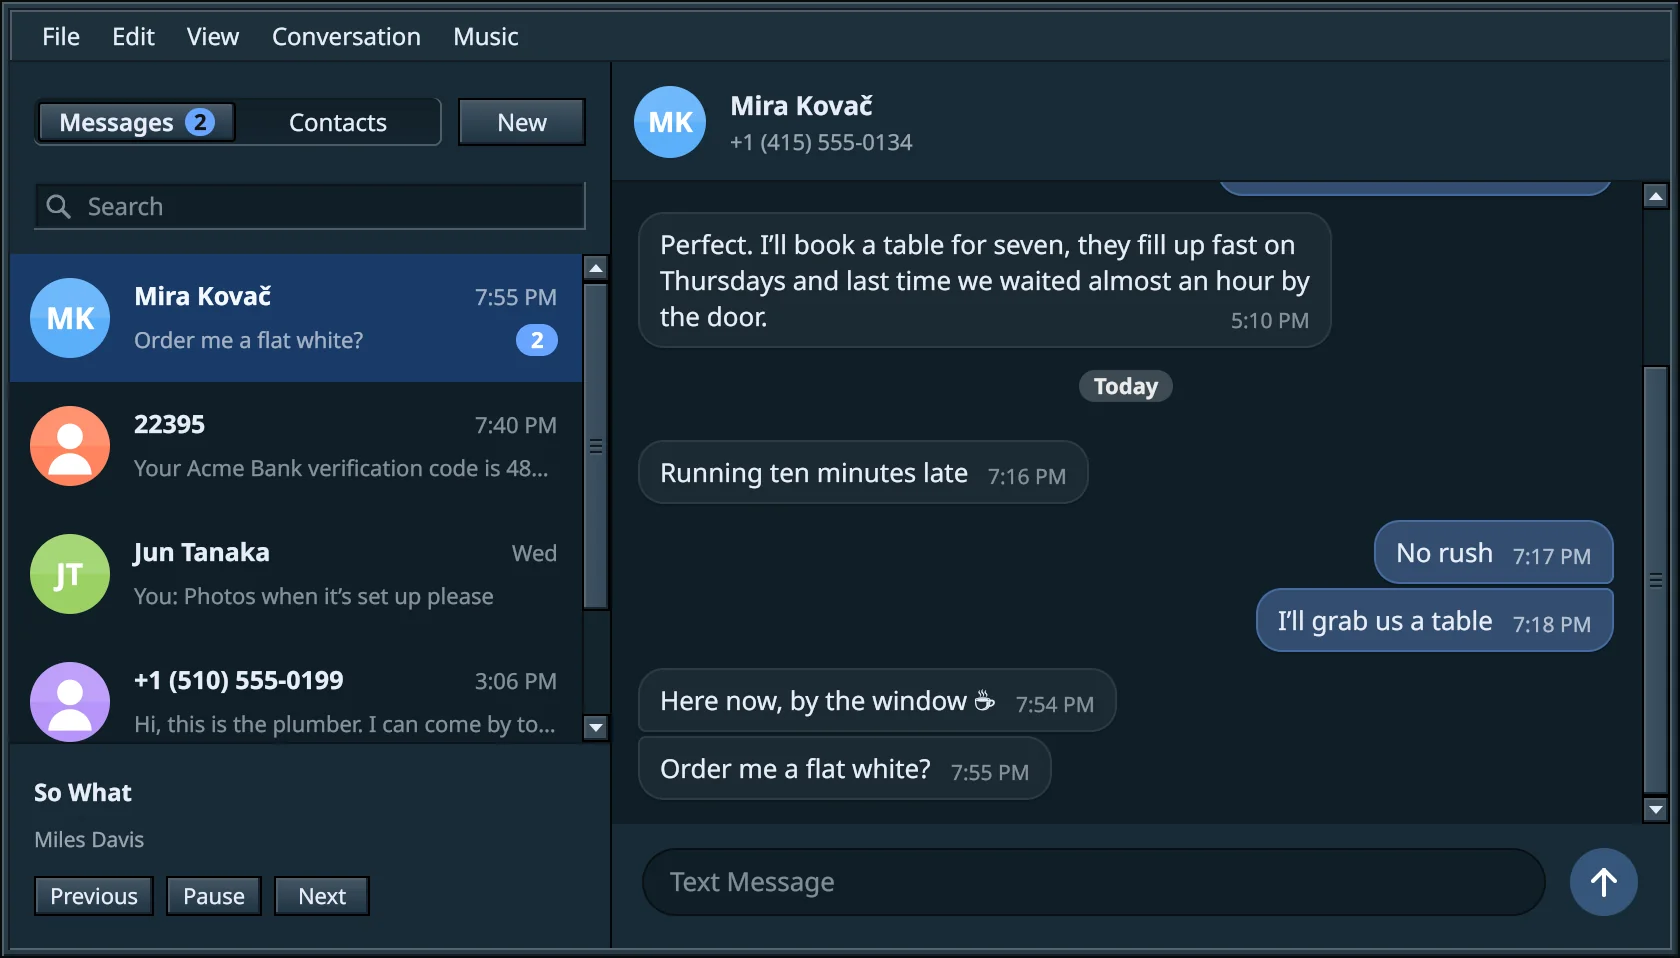 File Edit View Conversation Music
Messages 2 Contacts New
Search
MK Mira Kovač 7:55 PM
Order me a flat white? 2
22395 7:40 PM
Your Acme Bank verification code is 48...
JT Jun Tanaka Wed
You: Photos when it’s set up please
+1 (510) 555-0199 3:06 PM
Hi, this is the plumber. I can come by to...
So What
Miles Davis
Previous Pause Next
MK Mira Kovač
+1 (415) 555-0134
Perfect. I’ll book a table for seven, they fill up fast on
Thursdays and last time we waited almost an hour by
the door. 5:10 PM
Today
Running ten minutes late 7:16 PM
No rush 7:17 PM
I’ll grab us a table 7:18 PM
Here now, by the window ☕ 7:54 PM
Order me a flat white? 7:55 PM
Text Message